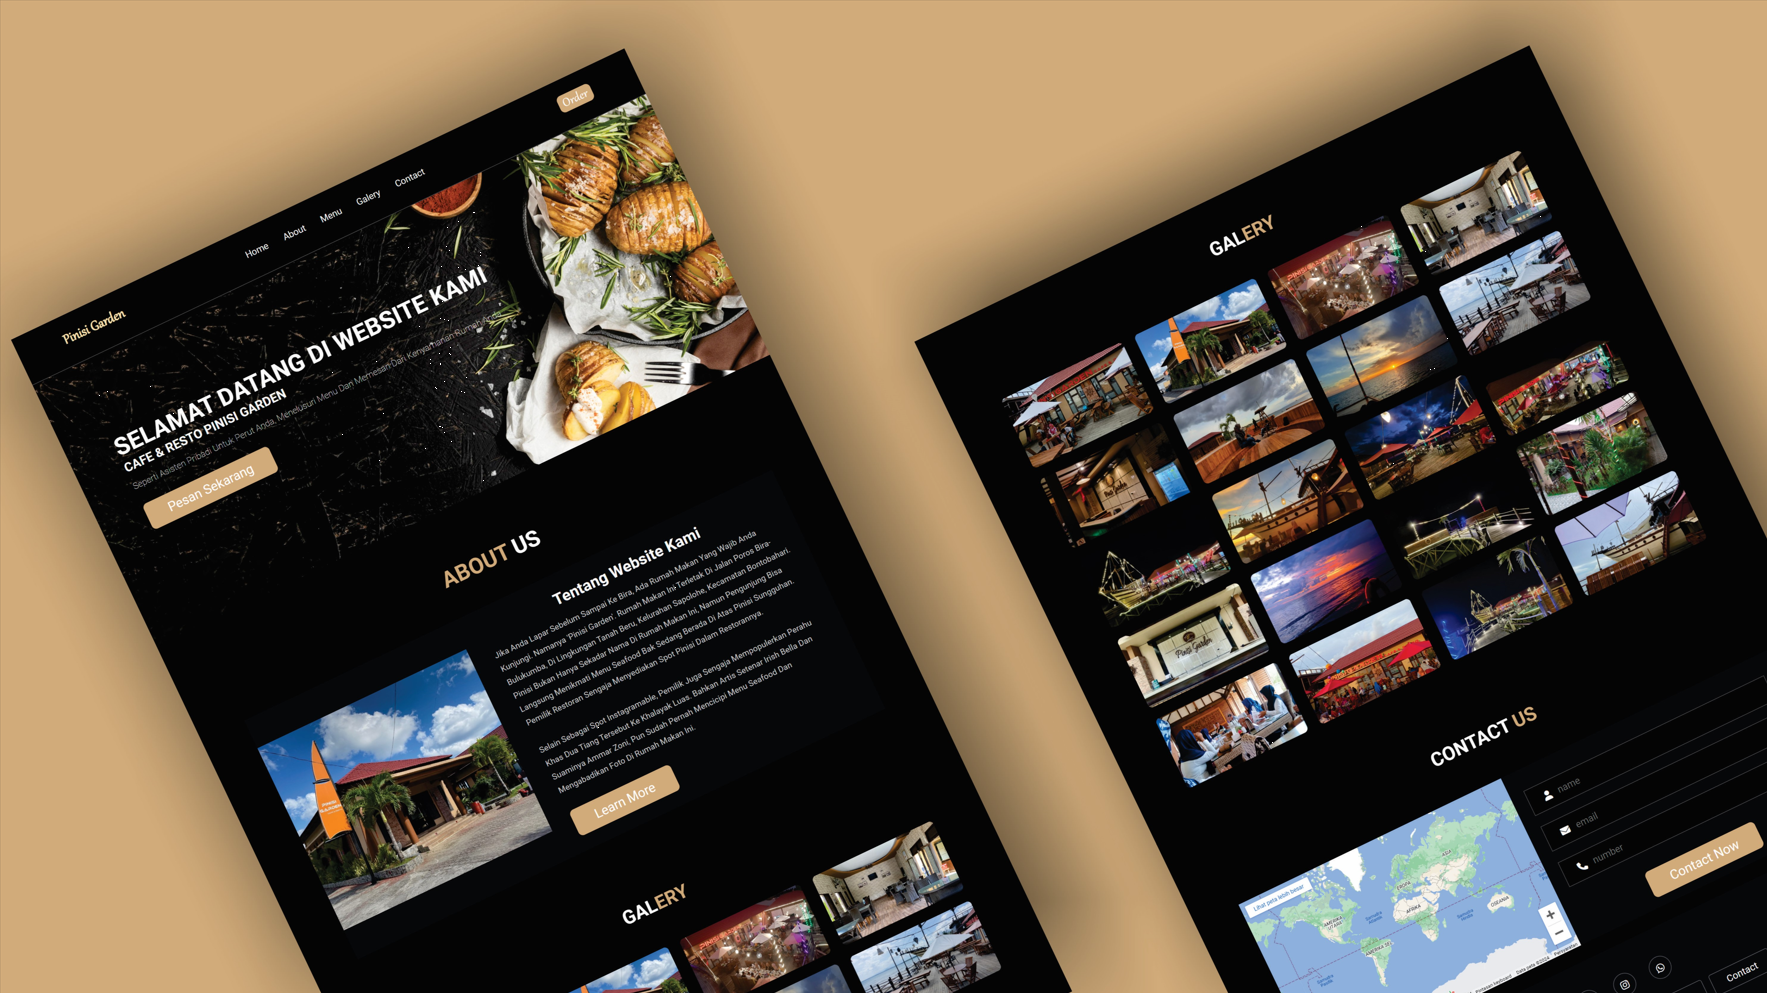 Pinisi Garden
Home
About
Menu
Galery
Contact
Order
SELAMAT DATANG DI WEBSITE KAMI
CAFE & RESTO PINISI GARDEN
Seperti Asisten Pribadi Untuk Perut Anda, Menelusuri Menu Dan Memesan Dari Kenyamanan Rumah Anda
Pesan Sekarang
ABOUT US
Tentang Website Kami
Jika Anda Lapar Sebelum Sampai Ke Bira, Ada Rumah Makan Yang Wajib Anda
Kunjungi. Namanya 'Pinisi Garden'. Rumah Makan Ini Terletak Di Jalan Poros Bira-
Bulukumba, Di Lingkungan Tanah Beru, Kelurahan Sapolohe, Kecamatan Bontobahari.
Pinisi Bukan Hanya Sekadar Nama Di Rumah Makan Ini, Namun Pengunjung Bisa
Langsung Menikmati Menu Seafood Bak Sedang Berada Di Atas Pinisi Sungguhan.
Pemilik Restoran Sengaja Menyediakan Spot Pinisi Dalam Restorannya.
Selain Sebagai Spot Instagramable, Pemilik Juga Sengaja Mempopulerkan Perahu
Khas Dua Tiang Tersebut Ke Khalayak Luas. Bahkan Artis Setenar Irish Bella Dan
Suaminya Ammar Zoni, Pun Sudah Pernah Mencicipi Menu Seafood Dan
Mengabadikan Foto Di Rumah Makan Ini.
Learn More
GALERY
GALERY
Pinisi Garden
CONTACT US
Lihat peta lebih besar
ASIA
EROPA
AFRIKA
OSEANIA
name
email
number
Contact Now
Contact